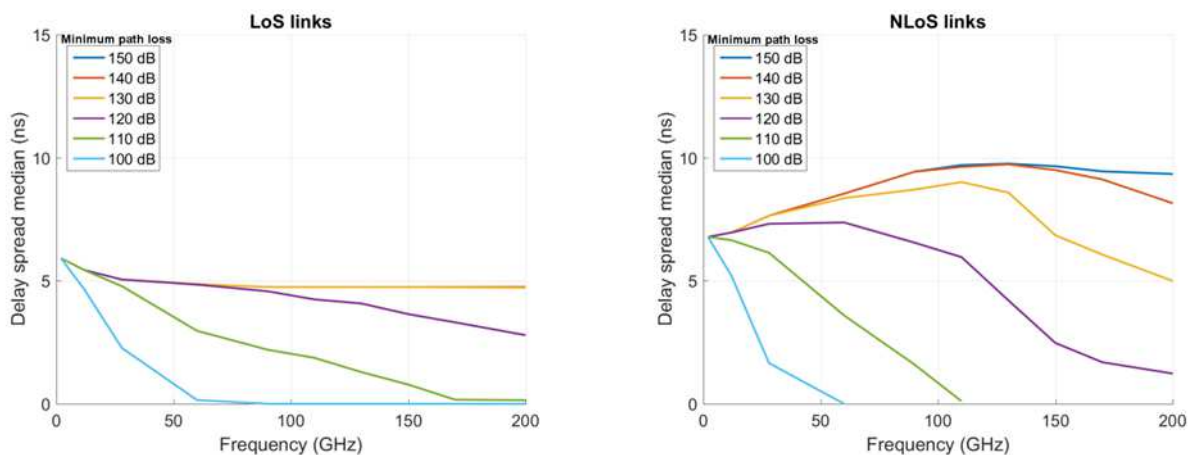 LoS links
Minimum path loss
150 dB
140 dB
130 dB
120 dB
110 dB
100 dB
15
10
5
0
Delay spread median (ns)
0 50 100 150 200
Frequency (GHz)
NLoS links
Minimum path loss
150 dB
140 dB
130 dB
120 dB
110 dB
100 dB
15
10
5
0
Delay spread median (ns)
0 50 100 150 200
Frequency (GHz)